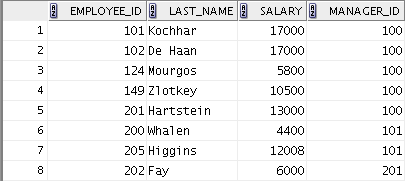 EMPLOYEE_ID LAST_NAME SALARY MANAGER_ID
1 101 Kochhar 17000 100
2 102 De Haan 17000 100
3 124 Mourgos 5800 100
4 149 Zlotkey 10500 100
5 201 Hartstein 13000 100
6 200 Whalen 4400 101
7 205 Higgins 12008 101
8 202 Fay 6000 201